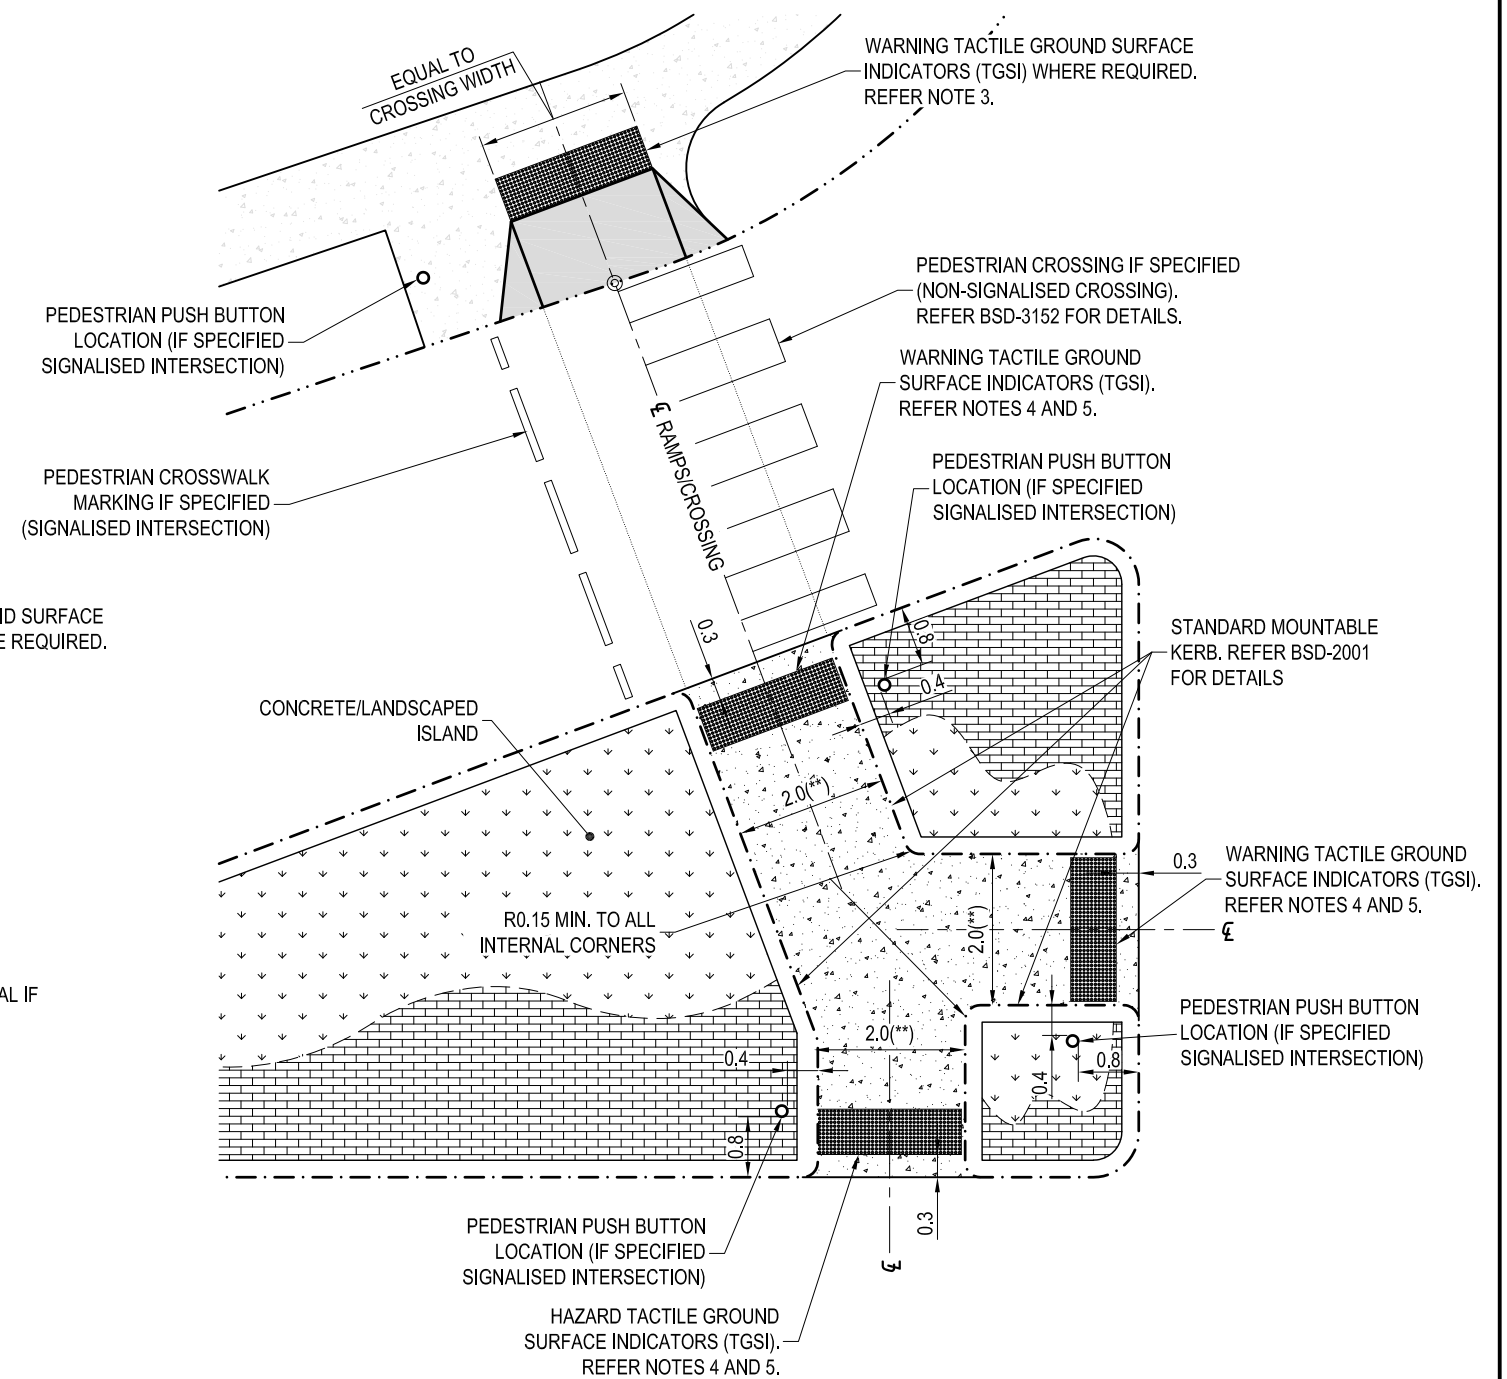 EQUAL TO
CROSSING WIDTH
WARNING TACTILE GROUND SURFACE
INDICATORS (TGSI) WHERE REQUIRED.
REFER NOTE 3.
PEDESTRIAN PUSH BUTTON
LOCATION (IF SPECIFIED
SIGNALISED INTERSECTION)
PEDESTRIAN CROSSING IF SPECIFIED
(NON-SIGNALISED CROSSING).
REFER BSD-3152 FOR DETAILS.
WARNING TACTILE GROUND
SURFACE INDICATORS (TGSI).
REFER NOTES 4 AND 5.
℄ RAMPS/CROSSING
PEDESTRIAN CROSSWALK
MARKING IF SPECIFIED
(SIGNALISED INTERSECTION)
PEDESTRIAN PUSH BUTTON
LOCATION (IF SPECIFIED
SIGNALISED INTERSECTION)
ND SURFACE
E REQUIRED.
0.3
0.8
0.4
STANDARD MOUNTABLE
KERB. REFER BSD-2001
FOR DETAILS
CONCRETE/LANDSCAPED
ISLAND
2.0(**)
WARNING TACTILE GROUND
SURFACE INDICATORS (TGSI).
REFER NOTES 4 AND 5.
0.3
R0.15 MIN. TO ALL
INTERNAL CORNERS
2.0(**)
℄
AL IF
PEDESTRIAN PUSH BUTTON
LOCATION (IF SPECIFIED
SIGNALISED INTERSECTION)
2.0(**)
0.4
0.4
0.8
0.8
0.3
PEDESTRIAN PUSH BUTTON
LOCATION (IF SPECIFIED
SIGNALISED INTERSECTION)
℄
HAZARD TACTILE GROUND
SURFACE INDICATORS (TGSI).
REFER NOTES 4 AND 5.